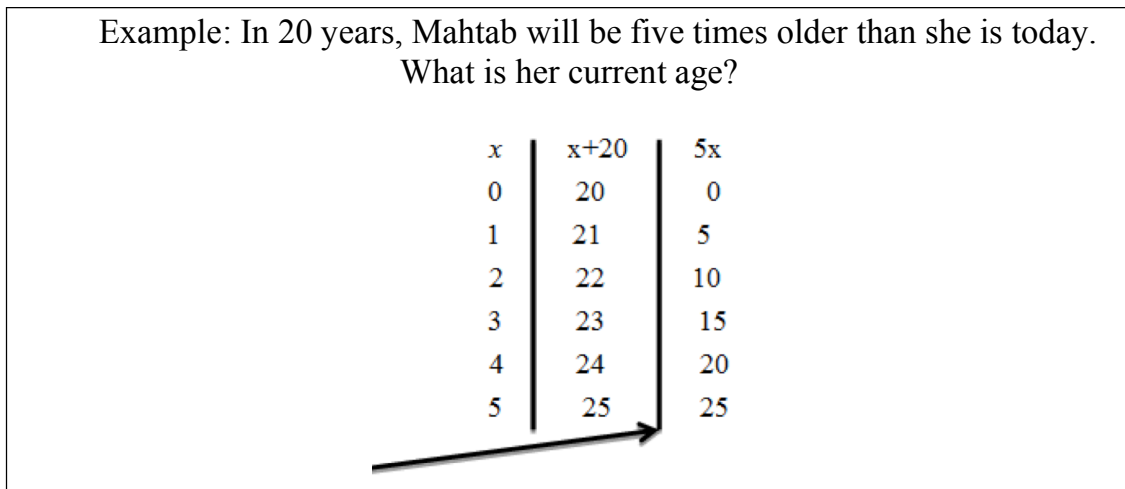 Example: In 20 years, Mahtab will be five times older than she is today.
What is her current age?
x x+20 5x
0 20 0
1 21 5
2 22 10
3 23 15
4 24 20
5 25 25